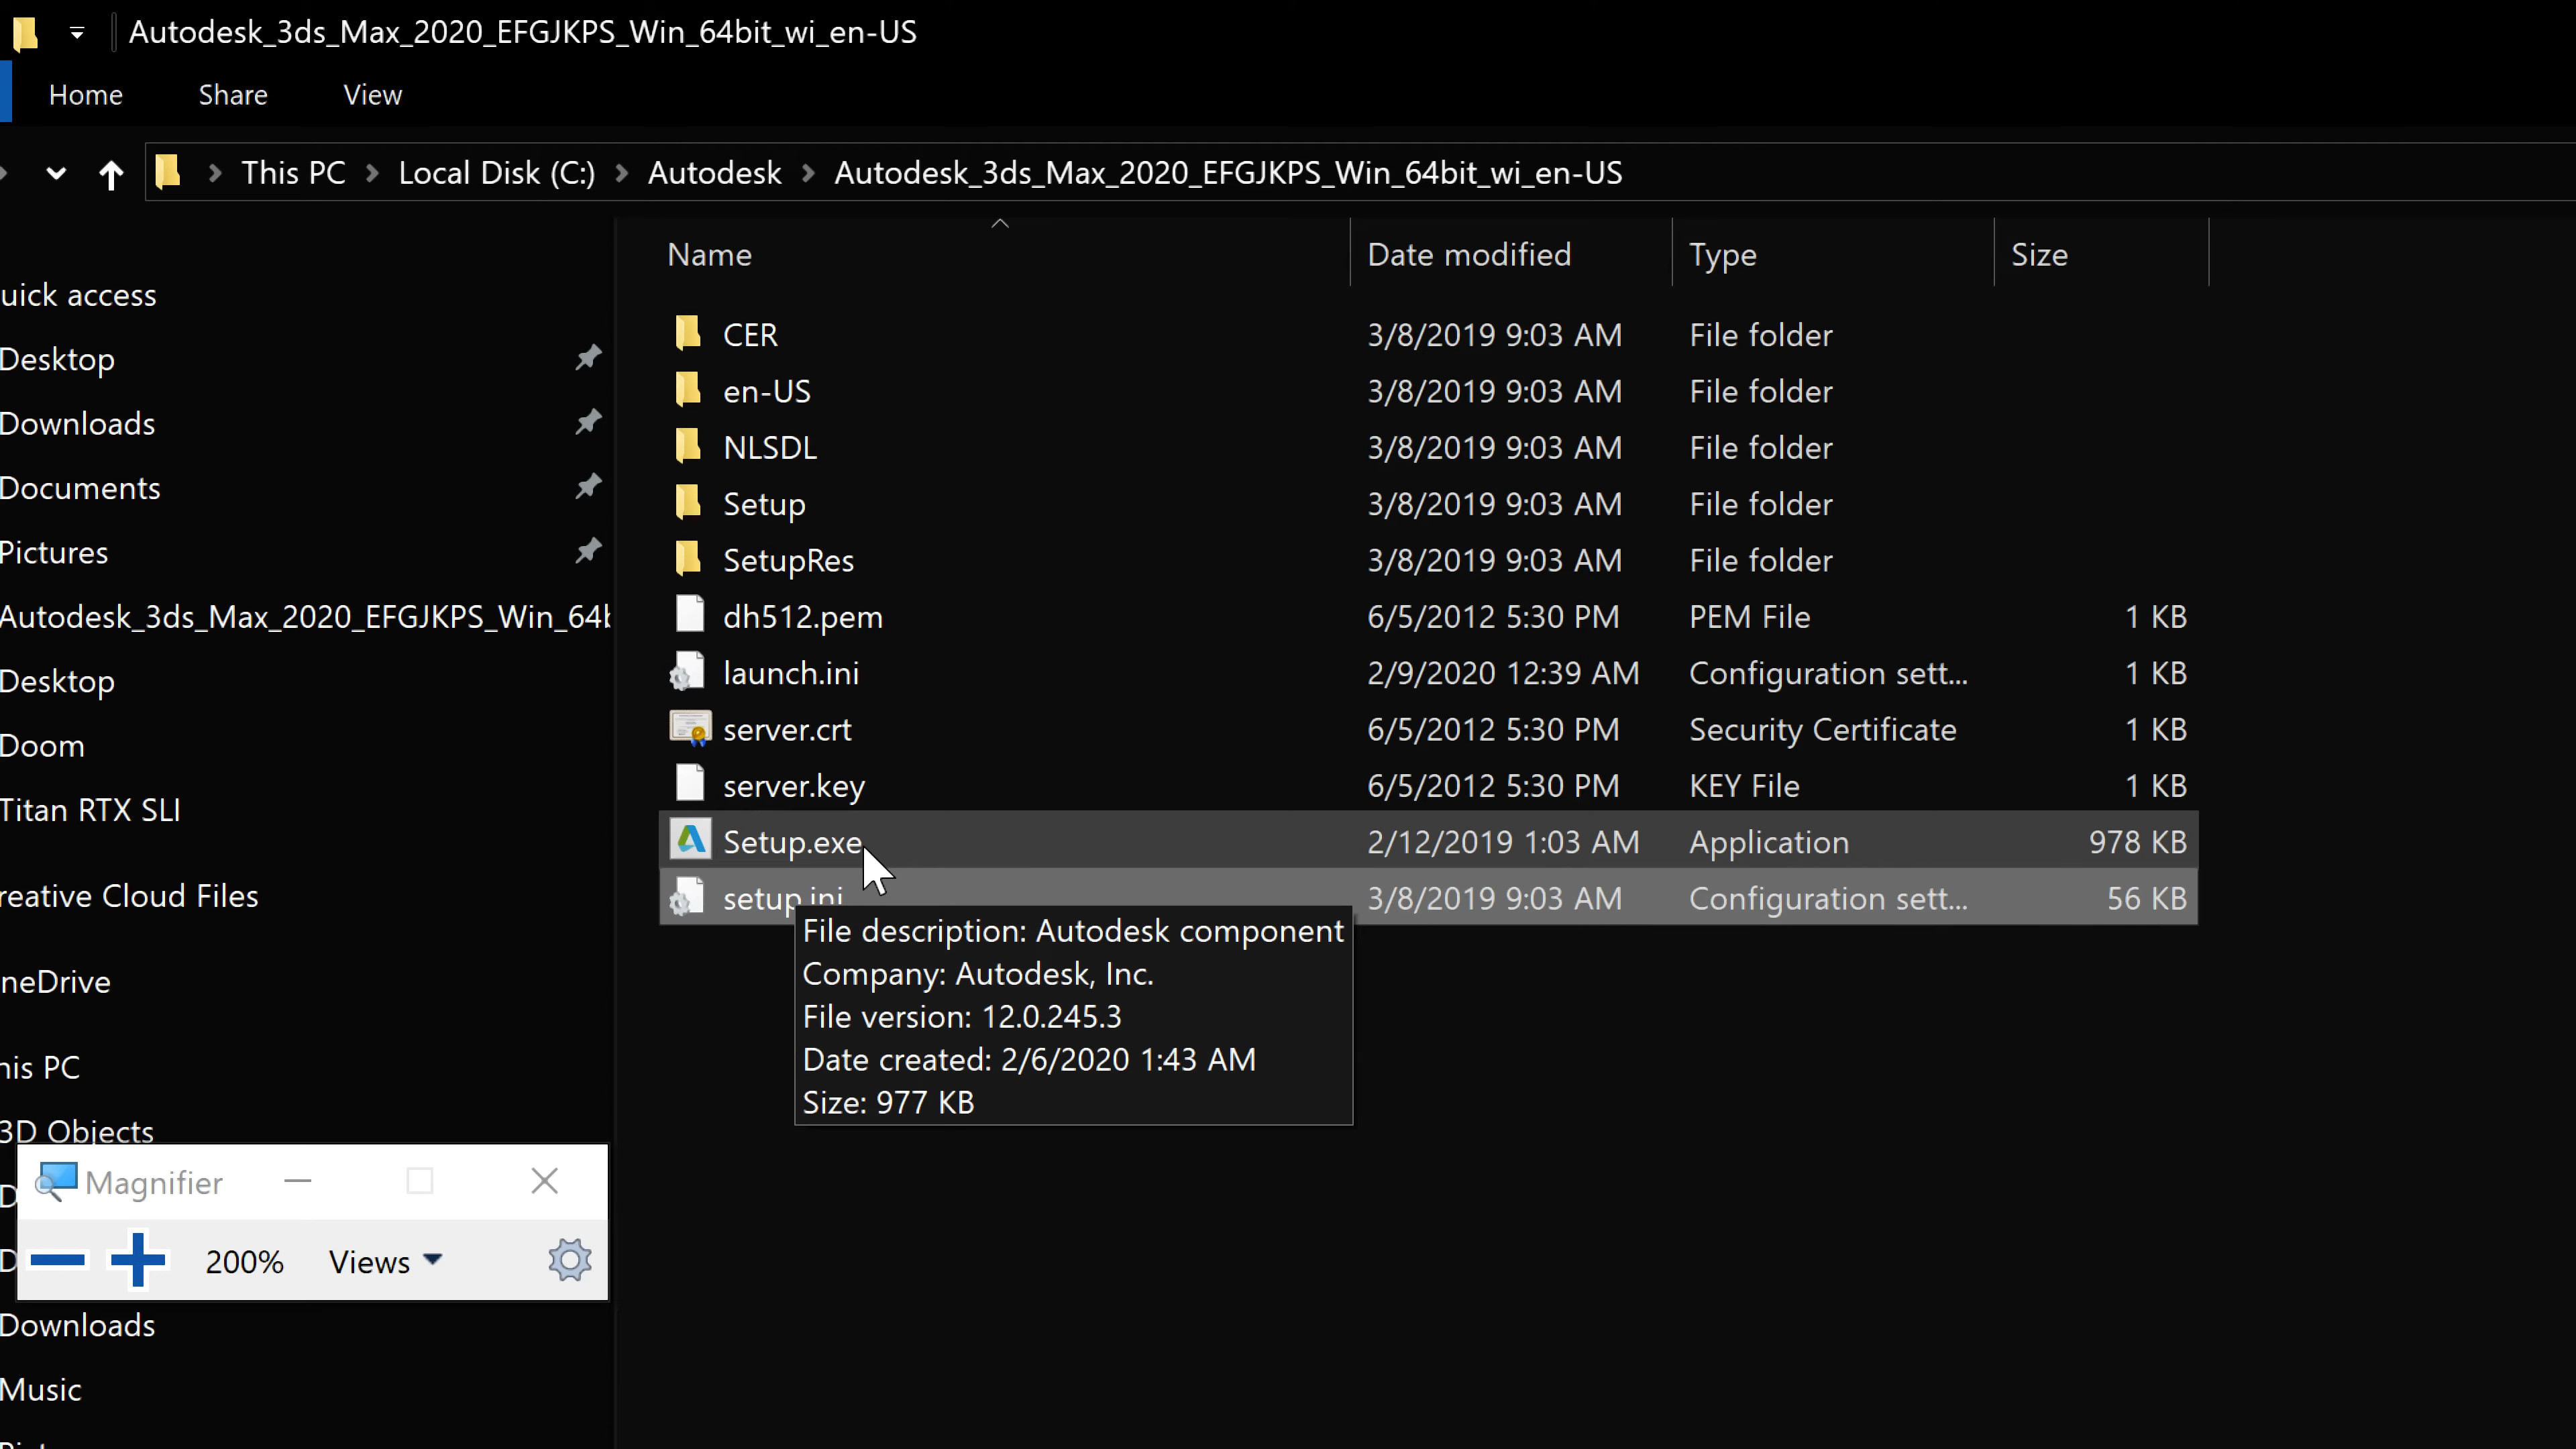 Autodesk_3ds_Max_2020_EFGJKPS_Win_64bit_wi_en-US
Home Share View
This PC Local Disk (C:) Autodesk Autodesk_3ds_Max_2020_EFGJKPS_Win_64bit_wi_en-US
Name Date modified Type Size
uick access
Desktop
Downloads
Documents
Pictures
Autodesk_3ds_Max_2020_EFGJKPS_Win_64b
Desktop
Doom
Titan RTX SLI
reative Cloud Files
neDrive
his PC
3D Objects
D
D
Downloads
Music
CER 3/8/2019 9:03 AM File folder
en-US 3/8/2019 9:03 AM File folder
NLSDL 3/8/2019 9:03 AM File folder
Setup 3/8/2019 9:03 AM File folder
SetupRes 3/8/2019 9:03 AM File folder
dh512.pem 6/5/2012 5:30 PM PEM File 1 KB
launch.ini 2/9/2020 12:39 AM Configuration sett... 1 KB
server.crt 6/5/2012 5:30 PM Security Certificate 1 KB
server.key 6/5/2012 5:30 PM KEY File 1 KB
Setup.exe 2/12/2019 1:03 AM Application 978 KB
setup.ini 3/8/2019 9:03 AM Configuration sett... 56 KB
File description: Autodesk component
Company: Autodesk, Inc.
File version: 12.0.245.3
Date created: 2/6/2020 1:43 AM
Size: 977 KB
Magnifier
200% Views